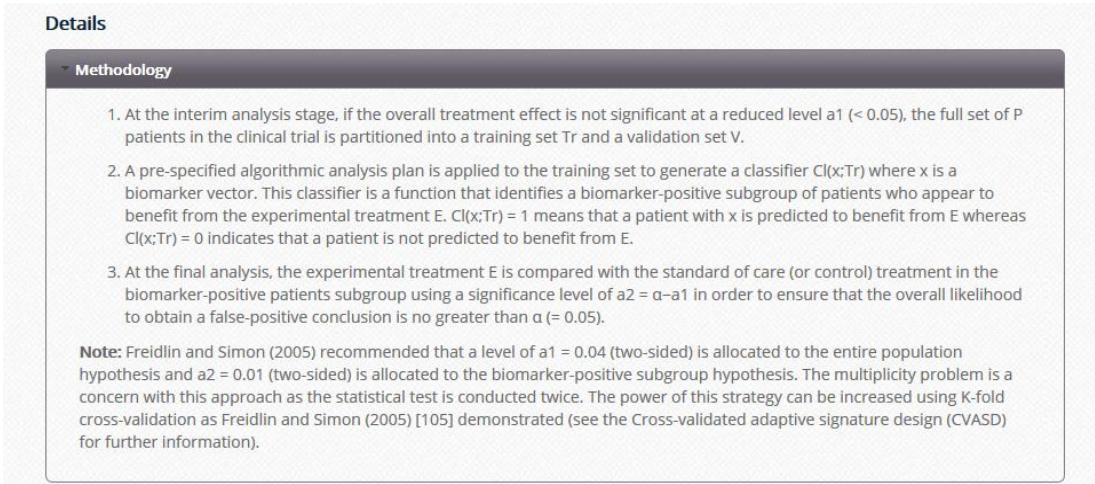 Details
Methodology
1. At the interim analysis stage, if the overall treatment effect is not significant at a reduced level a1 (< 0.05), the full set of P
patients in the clinical trial is partitioned into a training set Tr and a validation set V.
2. A pre-specified algorithmic analysis plan is applied to the training set to generate a classifier Cl(x;Tr) where x is a
biomarker vector. This classifier is a function that identifies a biomarker-positive subgroup of patients who appear to
benefit from the experimental treatment E. Cl(x;Tr) = 1 means that a patient with x is predicted to benefit from E whereas
Cl(x;Tr) = 0 indicates that a patient is not predicted to benefit from E.
3. At the final analysis, the experimental treatment E is compared with the standard of care (or control) treatment in the
biomarker-positive patients subgroup using a significance level of a2 = α−a1 in order to ensure that the overall likelihood
to obtain a false-positive conclusion is no greater than α (= 0.05).
Note: Freidlin and Simon (2005) recommended that a level of a1 = 0.04 (two-sided) is allocated to the entire population
hypothesis and a2 = 0.01 (two-sided) is allocated to the biomarker-positive subgroup hypothesis. The multiplicity problem is a
concern with this approach as the statistical test is conducted twice. The power of this strategy can be increased using K-fold
cross-validation as Freidlin and Simon (2005) [105] demonstrated (see the Cross-validated adaptive signature design (CVASD)
for further information).